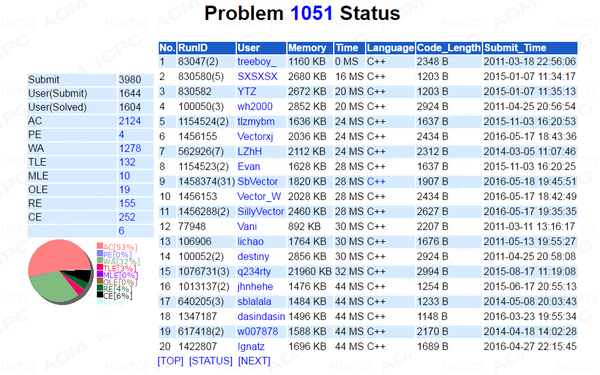 Problem 1051 Status
Submit 3980
User(Submit) 1644
User(Solved) 1604
AC 2124
PE 4
WA 1278
TLE 132
MLE 10
OLE 19
RE 155
CE 252
6
AC[53%]
PE[0%]
WA[32%]
TLE[3%]
MLE[0%]
OLE[0%]
RE[4%]
CE[6%]
No. RunID User Memory Time Language Code_Length Submit_Time
1 83047(2) treeboy_ 1160 KB 0 MS C++ 2348 B 2011-03-18 22:56:06
2 830580(5) SXSXSX 2680 KB 16 MS C++ 1203 B 2015-01-07 11:34:17
3 830582 YTZ 2672 KB 20 MS C++ 1203 B 2015-01-07 11:35:13
4 100050(3) wh2000 2852 KB 20 MS C++ 2924 B 2011-04-25 20:56:54
5 1154524(2) tlzmybm 1636 KB 24 MS C++ 1637 B 2015-11-03 16:20:53
6 1456155 Vectorxj 2036 KB 24 MS C++ 2434 B 2016-05-17 18:43:36
7 562926(7) LZhH 2112 KB 24 MS C++ 2312 B 2014-03-05 11:07:46
8 1154523(2) Evan 1628 KB 28 MS C++ 1637 B 2015-11-03 16:20:25
9 1458374(31) SbVector 1820 KB 28 MS C++ 1907 B 2016-05-18 19:45:51
10 1456153 Vector_W 2028 KB 28 MS C++ 2434 B 2016-05-17 18:42:49
11 1456288(2) SillyVector 2460 KB 28 MS C++ 2627 B 2016-05-17 19:35:35
12 77948 Vani 892 KB 30 MS C++ 2207 B 2011-03-11 13:16:17
13 106906 lichao 1764 KB 30 MS C++ 1676 B 2011-05-13 19:55:27
14 100052(2) destiny 2856 KB 30 MS C++ 2924 B 2011-04-25 20:58:08
15 1076731(3) q234rty 21960 KB 32 MS C++ 2994 B 2015-08-17 11:19:08
16 1013137(2) jhnhehe 1476 KB 44 MS C++ 1254 B 2015-06-17 20:55:13
17 640205(3) sblalala 1484 KB 44 MS C++ 1233 B 2014-05-08 20:03:43
18 1347187 dasindasin 1496 KB 44 MS C++ 1148 B 2016-03-23 19:55:34
19 617418(2) w007878 1588 KB 44 MS C++ 2170 B 2014-04-18 14:02:28
20 1422807 Ignatz 1696 KB 44 MS C++ 1689 B 2016-04-27 22:15:45
[TOP] [STATUS] [NEXT]